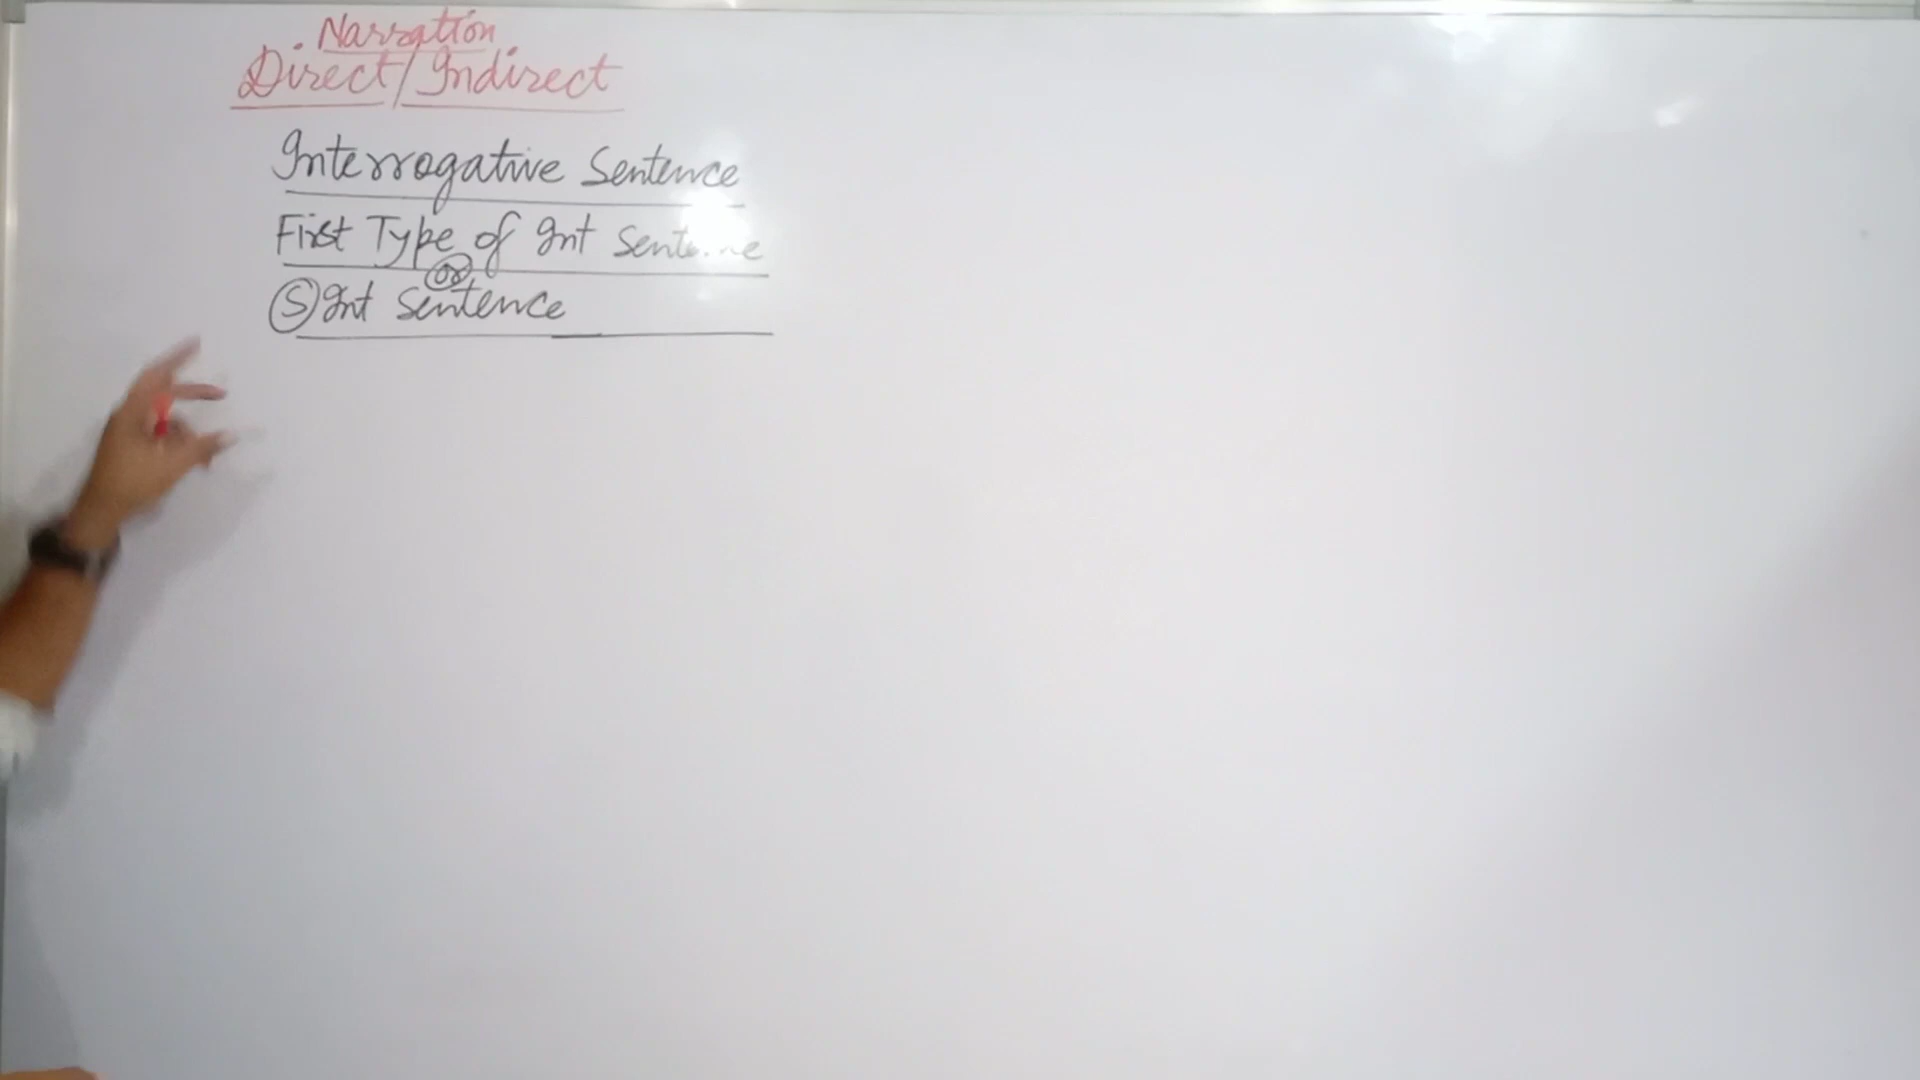 Narration
Direct/Indirect
Interrogative Sentence
First Type of Int Sentence
or
S Int Sentence